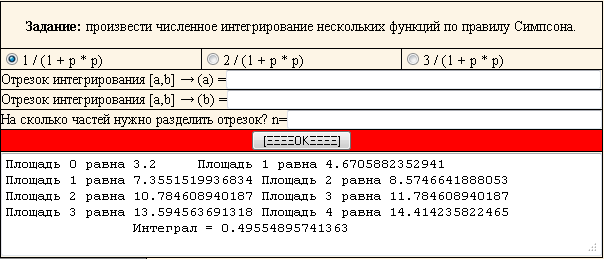 Задание: произвести численное интегрирование нескольких функций по правилу Симпсона.
1 / (1 + p * p) 2 / (1 + p * p) 3 / (1 + p * p)
Отрезок интегрирования [a,b] → (a) =
Отрезок интегрирования [a,b] → (b) =
На сколько частей нужно разделить отрезок? n=
[ΞΞΞΞOKΞΞΞΞ]
Площадь 0 равна 3.2 Площадь 1 равна 4.6705882352941
Площадь 1 равна 7.3551519936834 Площадь 2 равна 8.5746641888053
Площадь 2 равна 10.784608940187 Площадь 3 равна 11.784608940187
Площадь 3 равна 13.594563691318 Площадь 4 равна 14.414235822465
Интеграл = 0.49554895741363